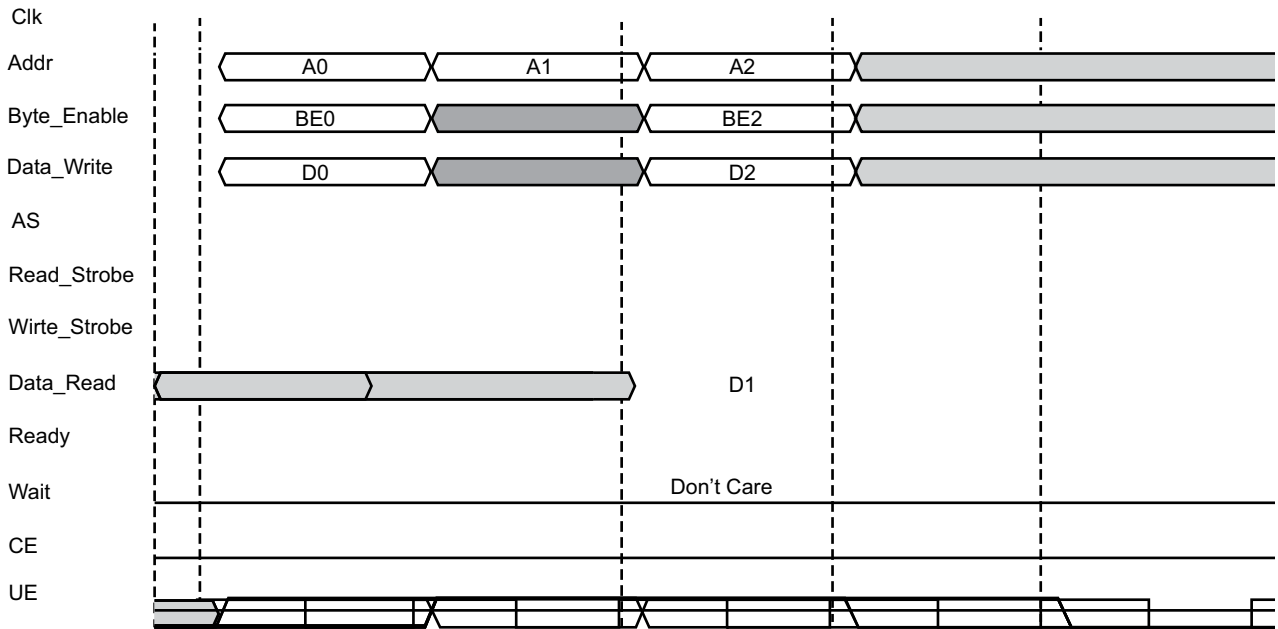 Clk
Addr A0 A1 A2
Byte_Enable BE0 BE2
Data_Write D0 D2
AS
Read_Strobe
Wirte_Strobe
Data_Read D1
Ready
Wait Don't Care
CE
UE